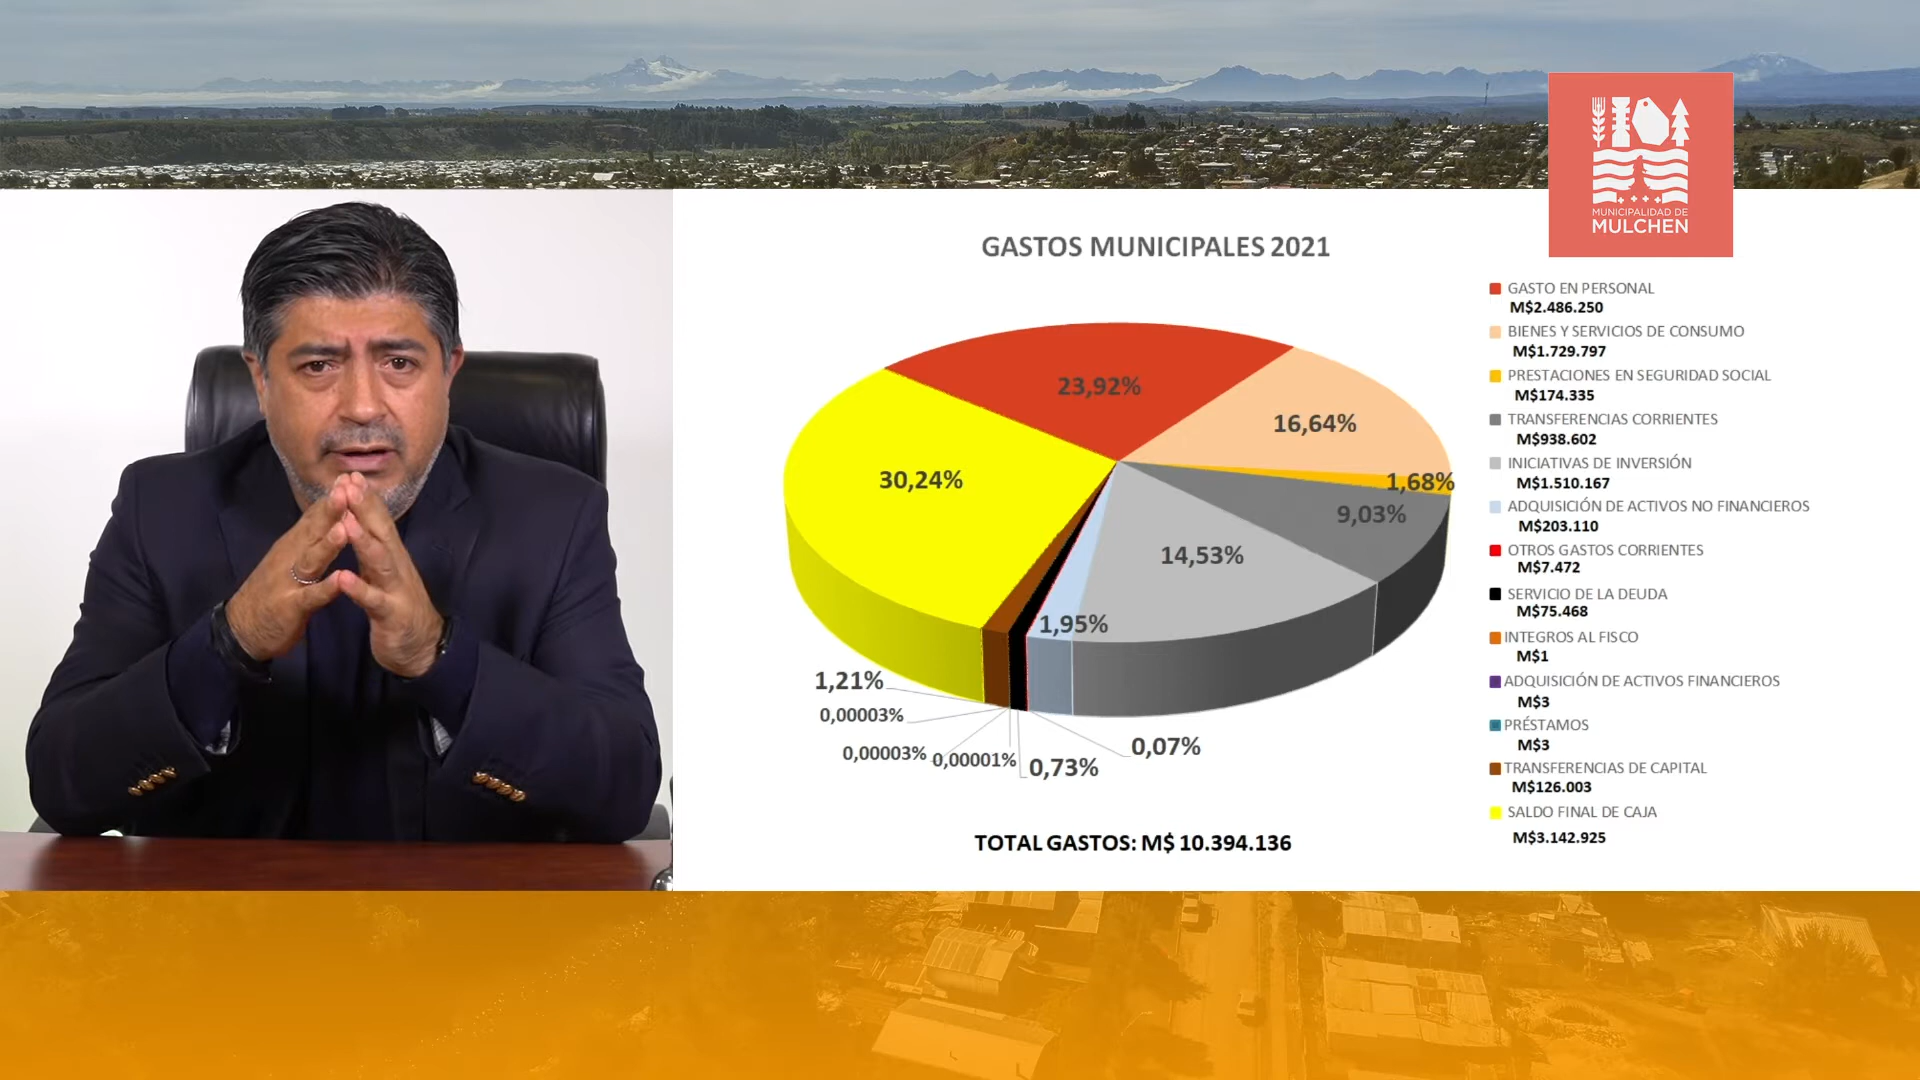 MUNICIPALIDAD DE
MULCHEN
GASTOS MUNICIPALES 2021
23,92%
16,64%
1,68%
9,03%
14,53%
1,95%
30,24%
1,21%
0,00003%
0,00003%
0,00001%
0,73%
0,07%
TOTAL GASTOS: M$ 10.394.136
GASTO EN PERSONAL
M$2.486.250
BIENES Y SERVICIOS DE CONSUMO
M$1.729.797
PRESTACIONES EN SEGURIDAD SOCIAL
M$174.335
TRANSFERENCIAS CORRIENTES
M$938.602
INICIATIVAS DE INVERSIÓN
M$1.510.167
ADQUISICIÓN DE ACTIVOS NO FINANCIEROS
M$203.110
OTROS GASTOS CORRIENTES
M$7.472
SERVICIO DE LA DEUDA
M$75.468
INTEGROS AL FISCO
M$1
ADQUISICIÓN DE ACTIVOS FINANCIEROS
M$3
PRÉSTAMOS
M$3
TRANSFERENCIAS DE CAPITAL
M$126.003
SALDO FINAL DE CAJA
M$3.142.925